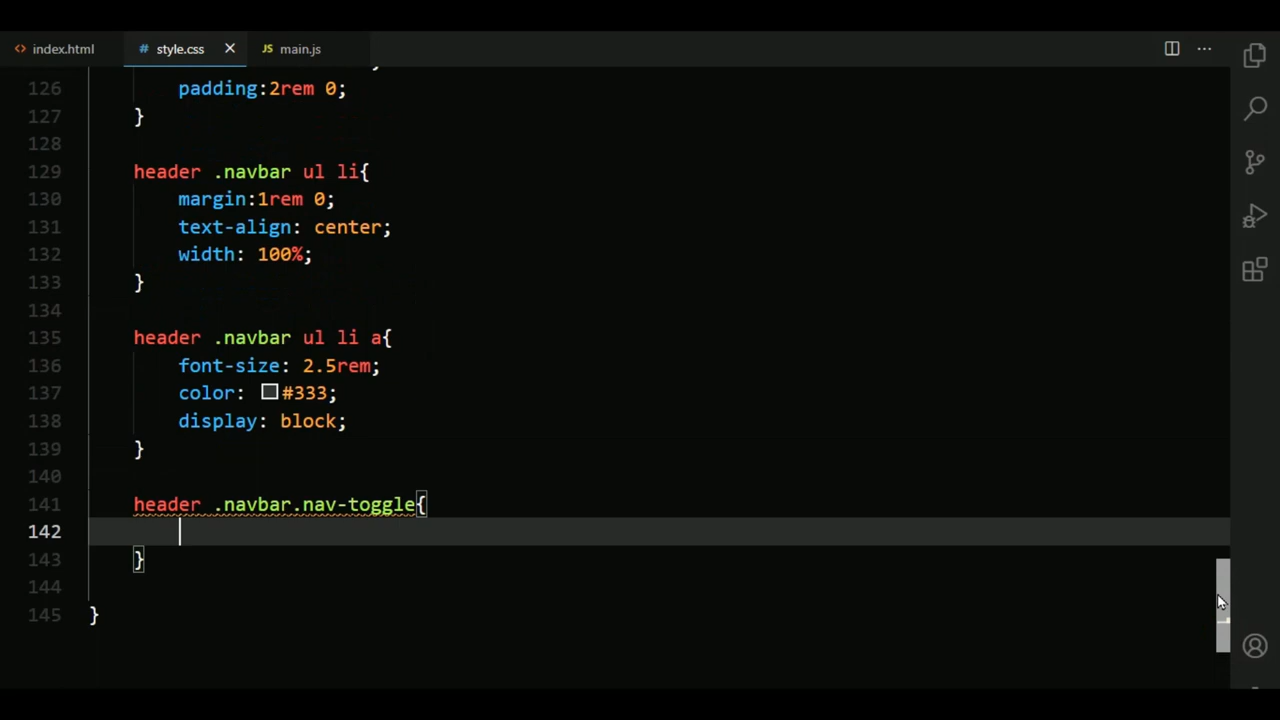 index.html
# style.css
JS main.js
126 padding:2rem 0;
127 }
128
129 header .navbar ul li{
130 margin:1rem 0;
131 text-align: center;
132 width: 100%;
133 }
134
135 header .navbar ul li a{
136 font-size: 2.5rem;
137 color: #333;
138 display: block;
139 }
140
141 header .navbar.nav-toggle{
142
143 }
144
145 }